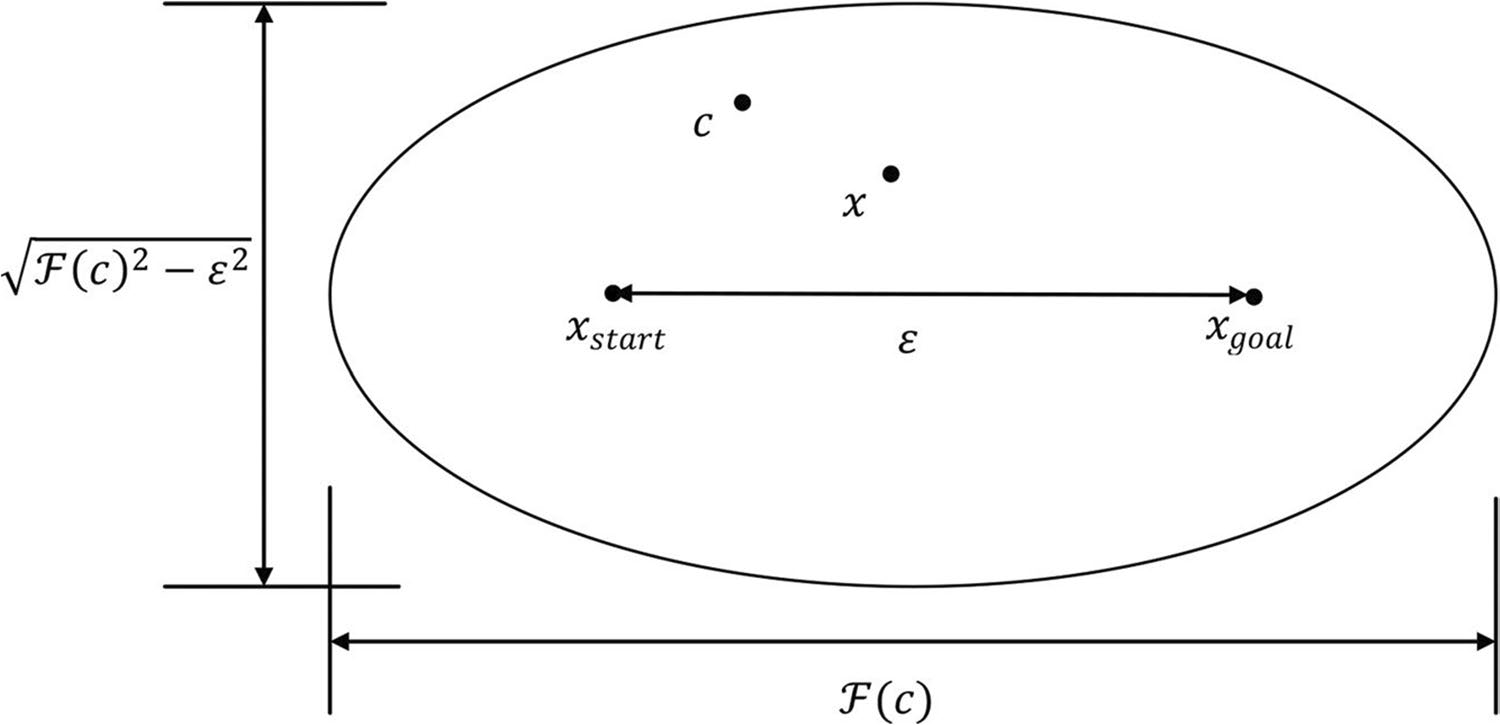 c
x
√ℱ(c)² − ε²
x_start
x_goal
ε
ℱ(c)